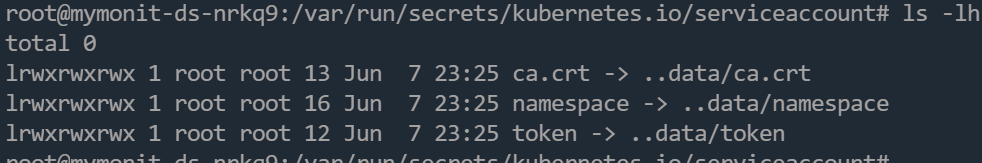 root@mymonit-ds-nrkq9:/var/run/secrets/kubernetes.io/serviceaccount# ls -lh
total 0
lrwxrwxrwx 1 root root 13 Jun  7 23:25 ca.crt -> ..data/ca.crt
lrwxrwxrwx 1 root root 16 Jun  7 23:25 namespace -> ..data/namespace
lrwxrwxrwx 1 root root 12 Jun  7 23:25 token -> ..data/token
root@mymonit-ds-nrkq9:/var/run/secrets/kubernetes.io/serviceaccount#